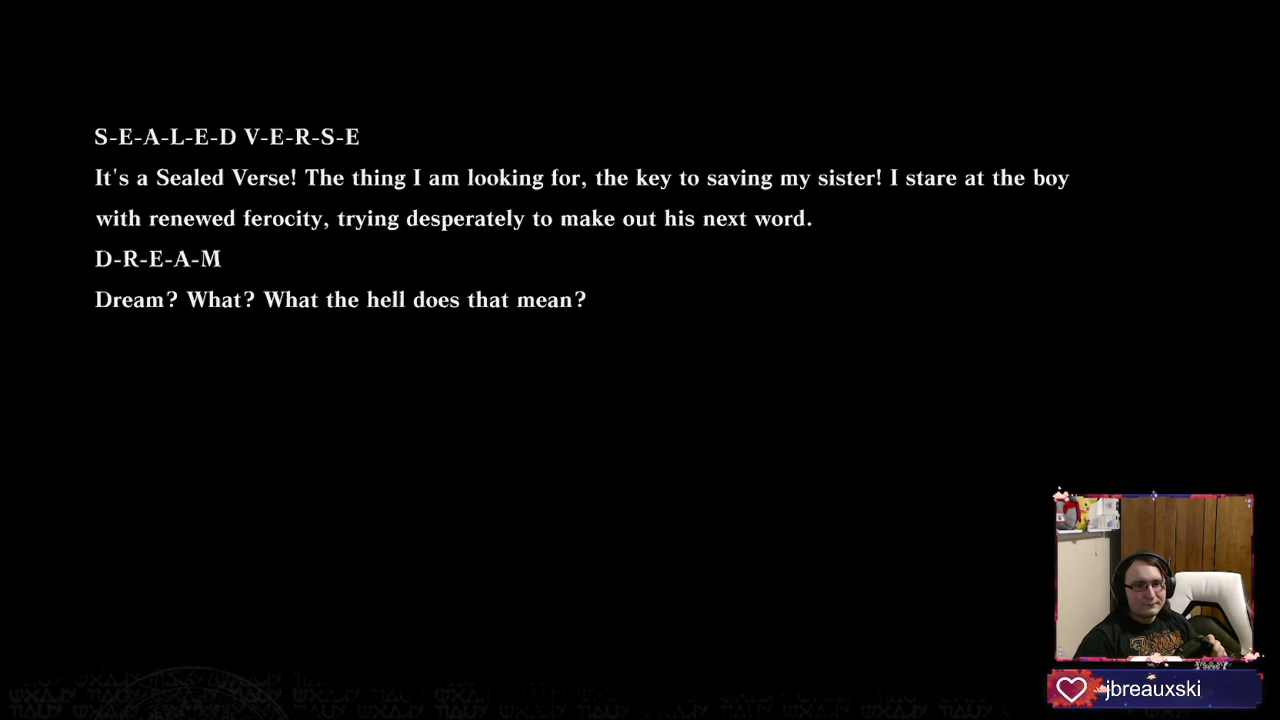 S-E-A-L-E-D V-E-R-S-E
It's a Sealed Verse! The thing I am looking for, the key to saving my sister! I stare at the boy
with renewed ferocity, trying desperately to make out his next word.
D-R-E-A-M
Dream? What? What the hell does that mean?
jbreauxski